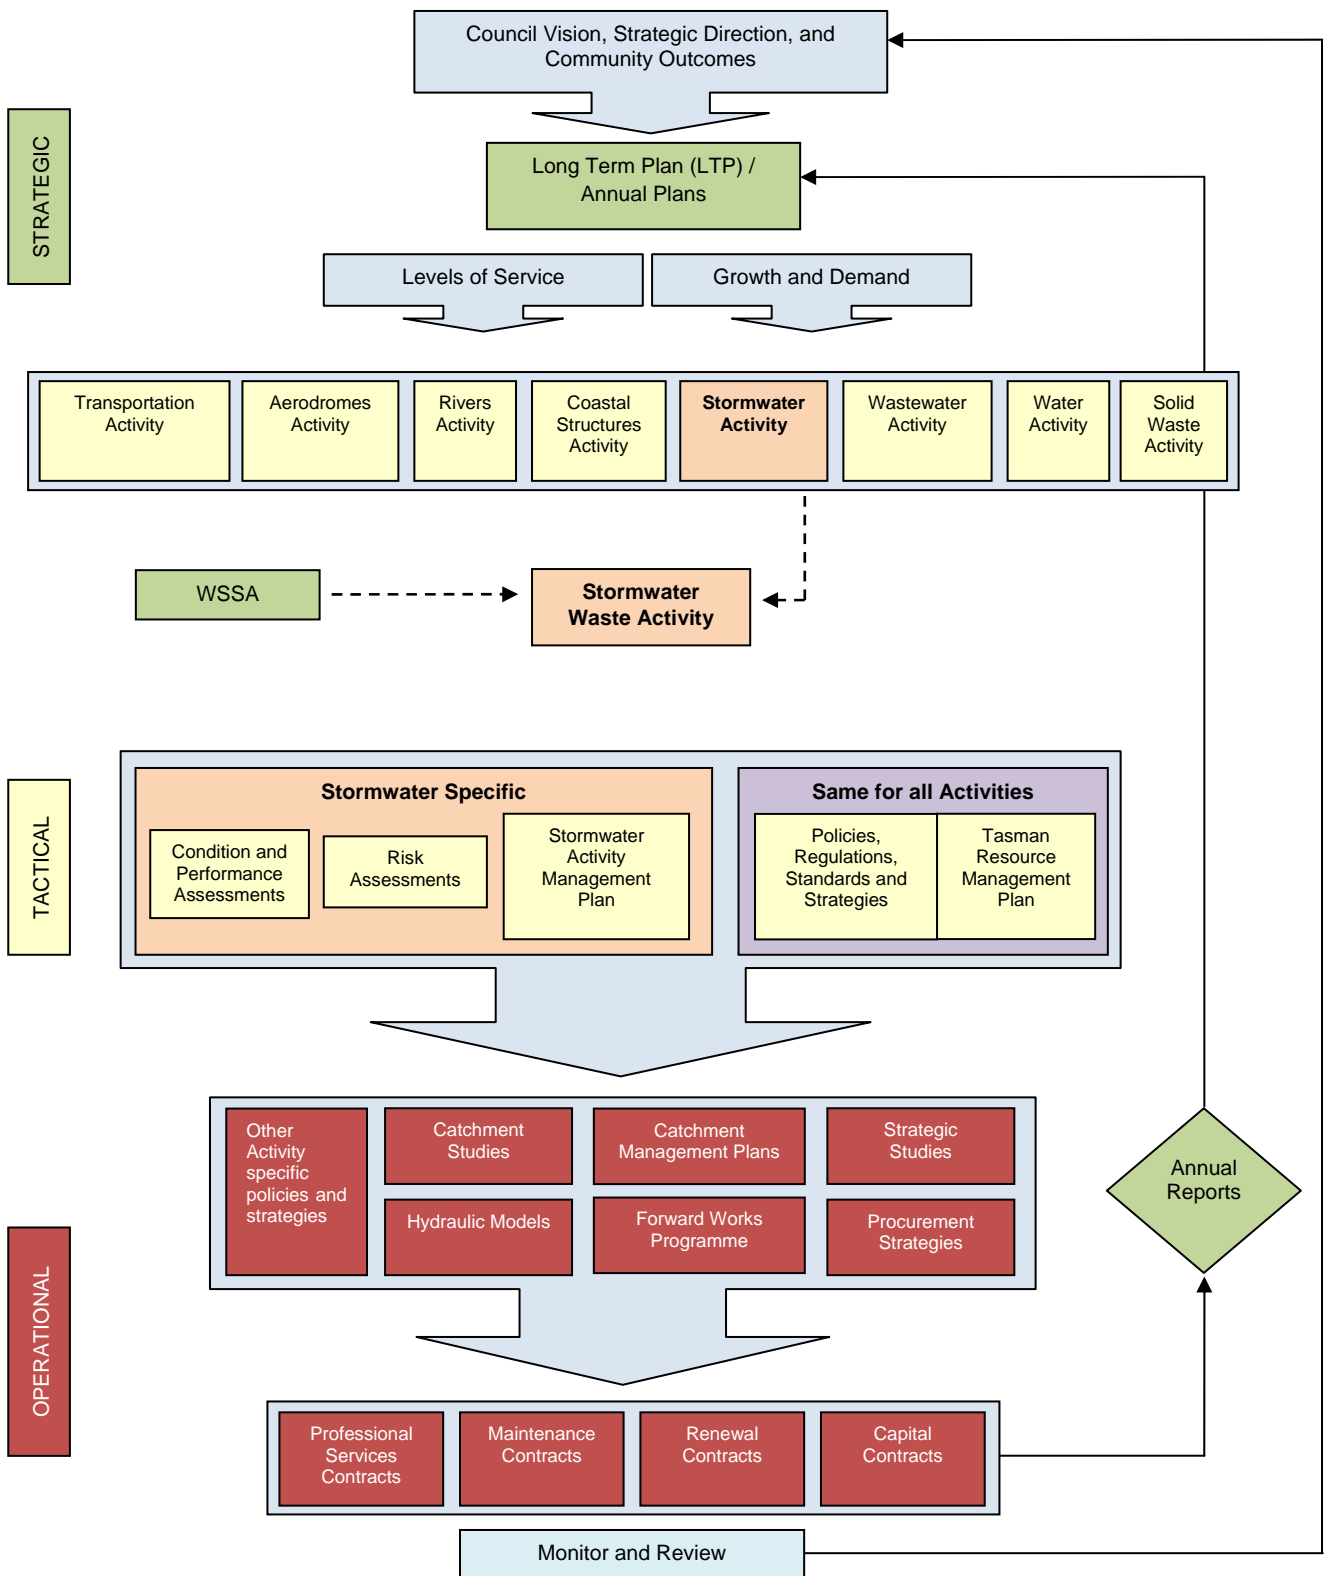 Council Vision, Strategic Direction, and
Community Outcomes
STRATEGIC
Long Term Plan (LTP) /
Annual Plans
Levels of Service
Growth and Demand
Transportation
Activity
Aerodromes
Activity
Rivers
Activity
Coastal
Structures
Activity
Stormwater
Activity
Wastewater
Activity
Water
Activity
Solid
Waste
Activity
WSSA
Stormwater
Waste Activity
TACTICAL
Stormwater Specific
Condition and
Performance
Assessments
Risk
Assessments
Stormwater
Activity
Management
Plan
Same for all Activities
Policies,
Regulations,
Standards and
Strategies
Tasman
Resource
Management
Plan
OPERATIONAL
Other
Activity
specific
policies and
strategies
Catchment
Studies
Catchment
Management Plans
Strategic
Studies
Hydraulic Models
Forward Works
Programme
Procurement
Strategies
Annual
Reports
Professional
Services
Contracts
Maintenance
Contracts
Renewal
Contracts
Capital
Contracts
Monitor and Review